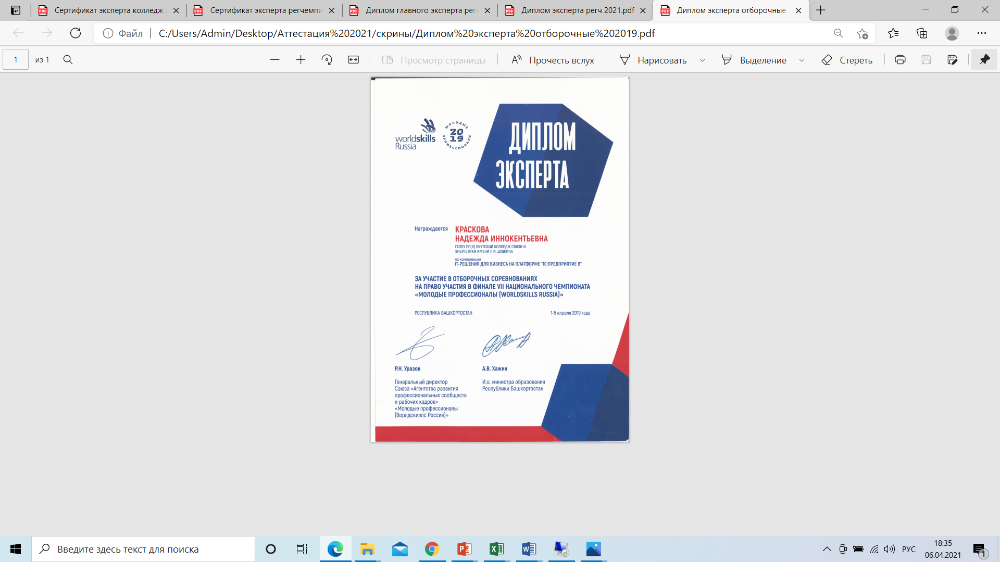 Сертификат эксперта колледж
Сертификат эксперта регчемпи
Диплом главного эксперта рег
Диплом эксперта регч 2021.pdf
Диплом эксперта отборочные
Файл
C:/Users/Admin/Desktop/Аттестация%202021/скрины/Диплом%20эксперта%20отборочные%202019.pdf
1
из 1
Просмотр страницы
Прочесть вслух
Нарисовать
Выделение
Стереть
worldskills
Russia
МОЛОДЫЕ
2019
ПРОФЕССИОНАЛЫ
ДИПЛОМ
ЭКСПЕРТА
Награждается
КРАСКОВА
НАДЕЖДА ИННОКЕНТЬЕВНА
ГАПОУ РС(Я) ЯКУТСКИЙ КОЛЛЕДЖ СВЯЗИ И
ЭНЕРГЕТИКИ ИМЕНИ П.И. ДУДКИНА
по компетенции
IT-РЕШЕНИЯ ДЛЯ БИЗНЕСА НА ПЛАТФОРМЕ "1С:ПРЕДПРИЯТИЕ 8"
ЗА УЧАСТИЕ В ОТБОРОЧНЫХ СОРЕВНОВАНИЯХ
НА ПРАВО УЧАСТИЯ В ФИНАЛЕ VII НАЦИОНАЛЬНОГО ЧЕМПИОНАТА
«МОЛОДЫЕ ПРОФЕССИОНАЛЫ (WORLDSKILLS RUSSIA)»
РЕСПУБЛИКА БАШКОРТОСТАН
1-5 апреля 2019 года
Р.Н. Уразов
Генеральный директор
Союза «Агентства развития
профессиональных сообществ
и рабочих кадров»
«Молодые профессионалы
(Ворлдскиллс Россия)»
А.В. Хажин
И.о. министра образования
Республики Башкортостан
Введите здесь текст для поиска
РУС
18:35
06.04.2021
1